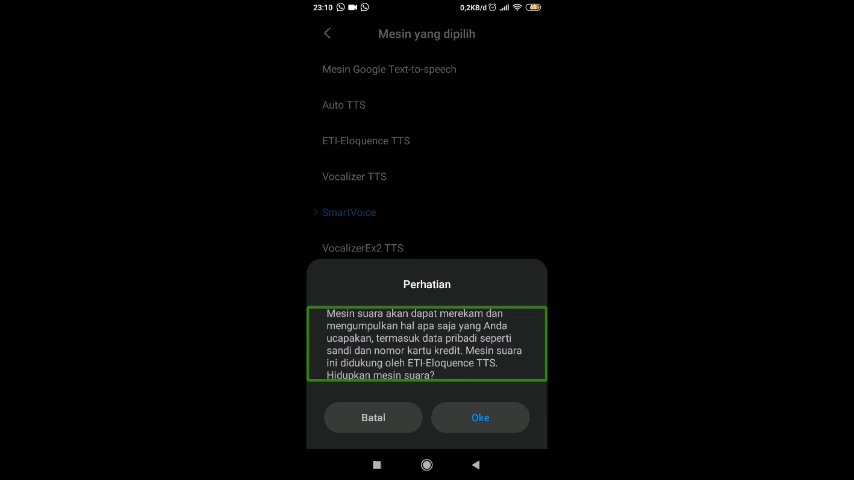 23:10
0,2KB/d
Mesin yang dipilih
Mesin Google Text-to-speech
Auto TTS
ETI-Eloquence TTS
Vocalizer TTS
SmartVoice
VocalizerEx2 TTS
Perhatian
Mesin suara akan dapat merekam dan
mengumpulkan hal apa saja yang Anda
ucapakan, termasuk data pribadi seperti
sandi dan nomor kartu kredit. Mesin suara
ini didukung oleh ETI-Eloquence TTS.
Hidupkan mesin suara?
Batal
Oke